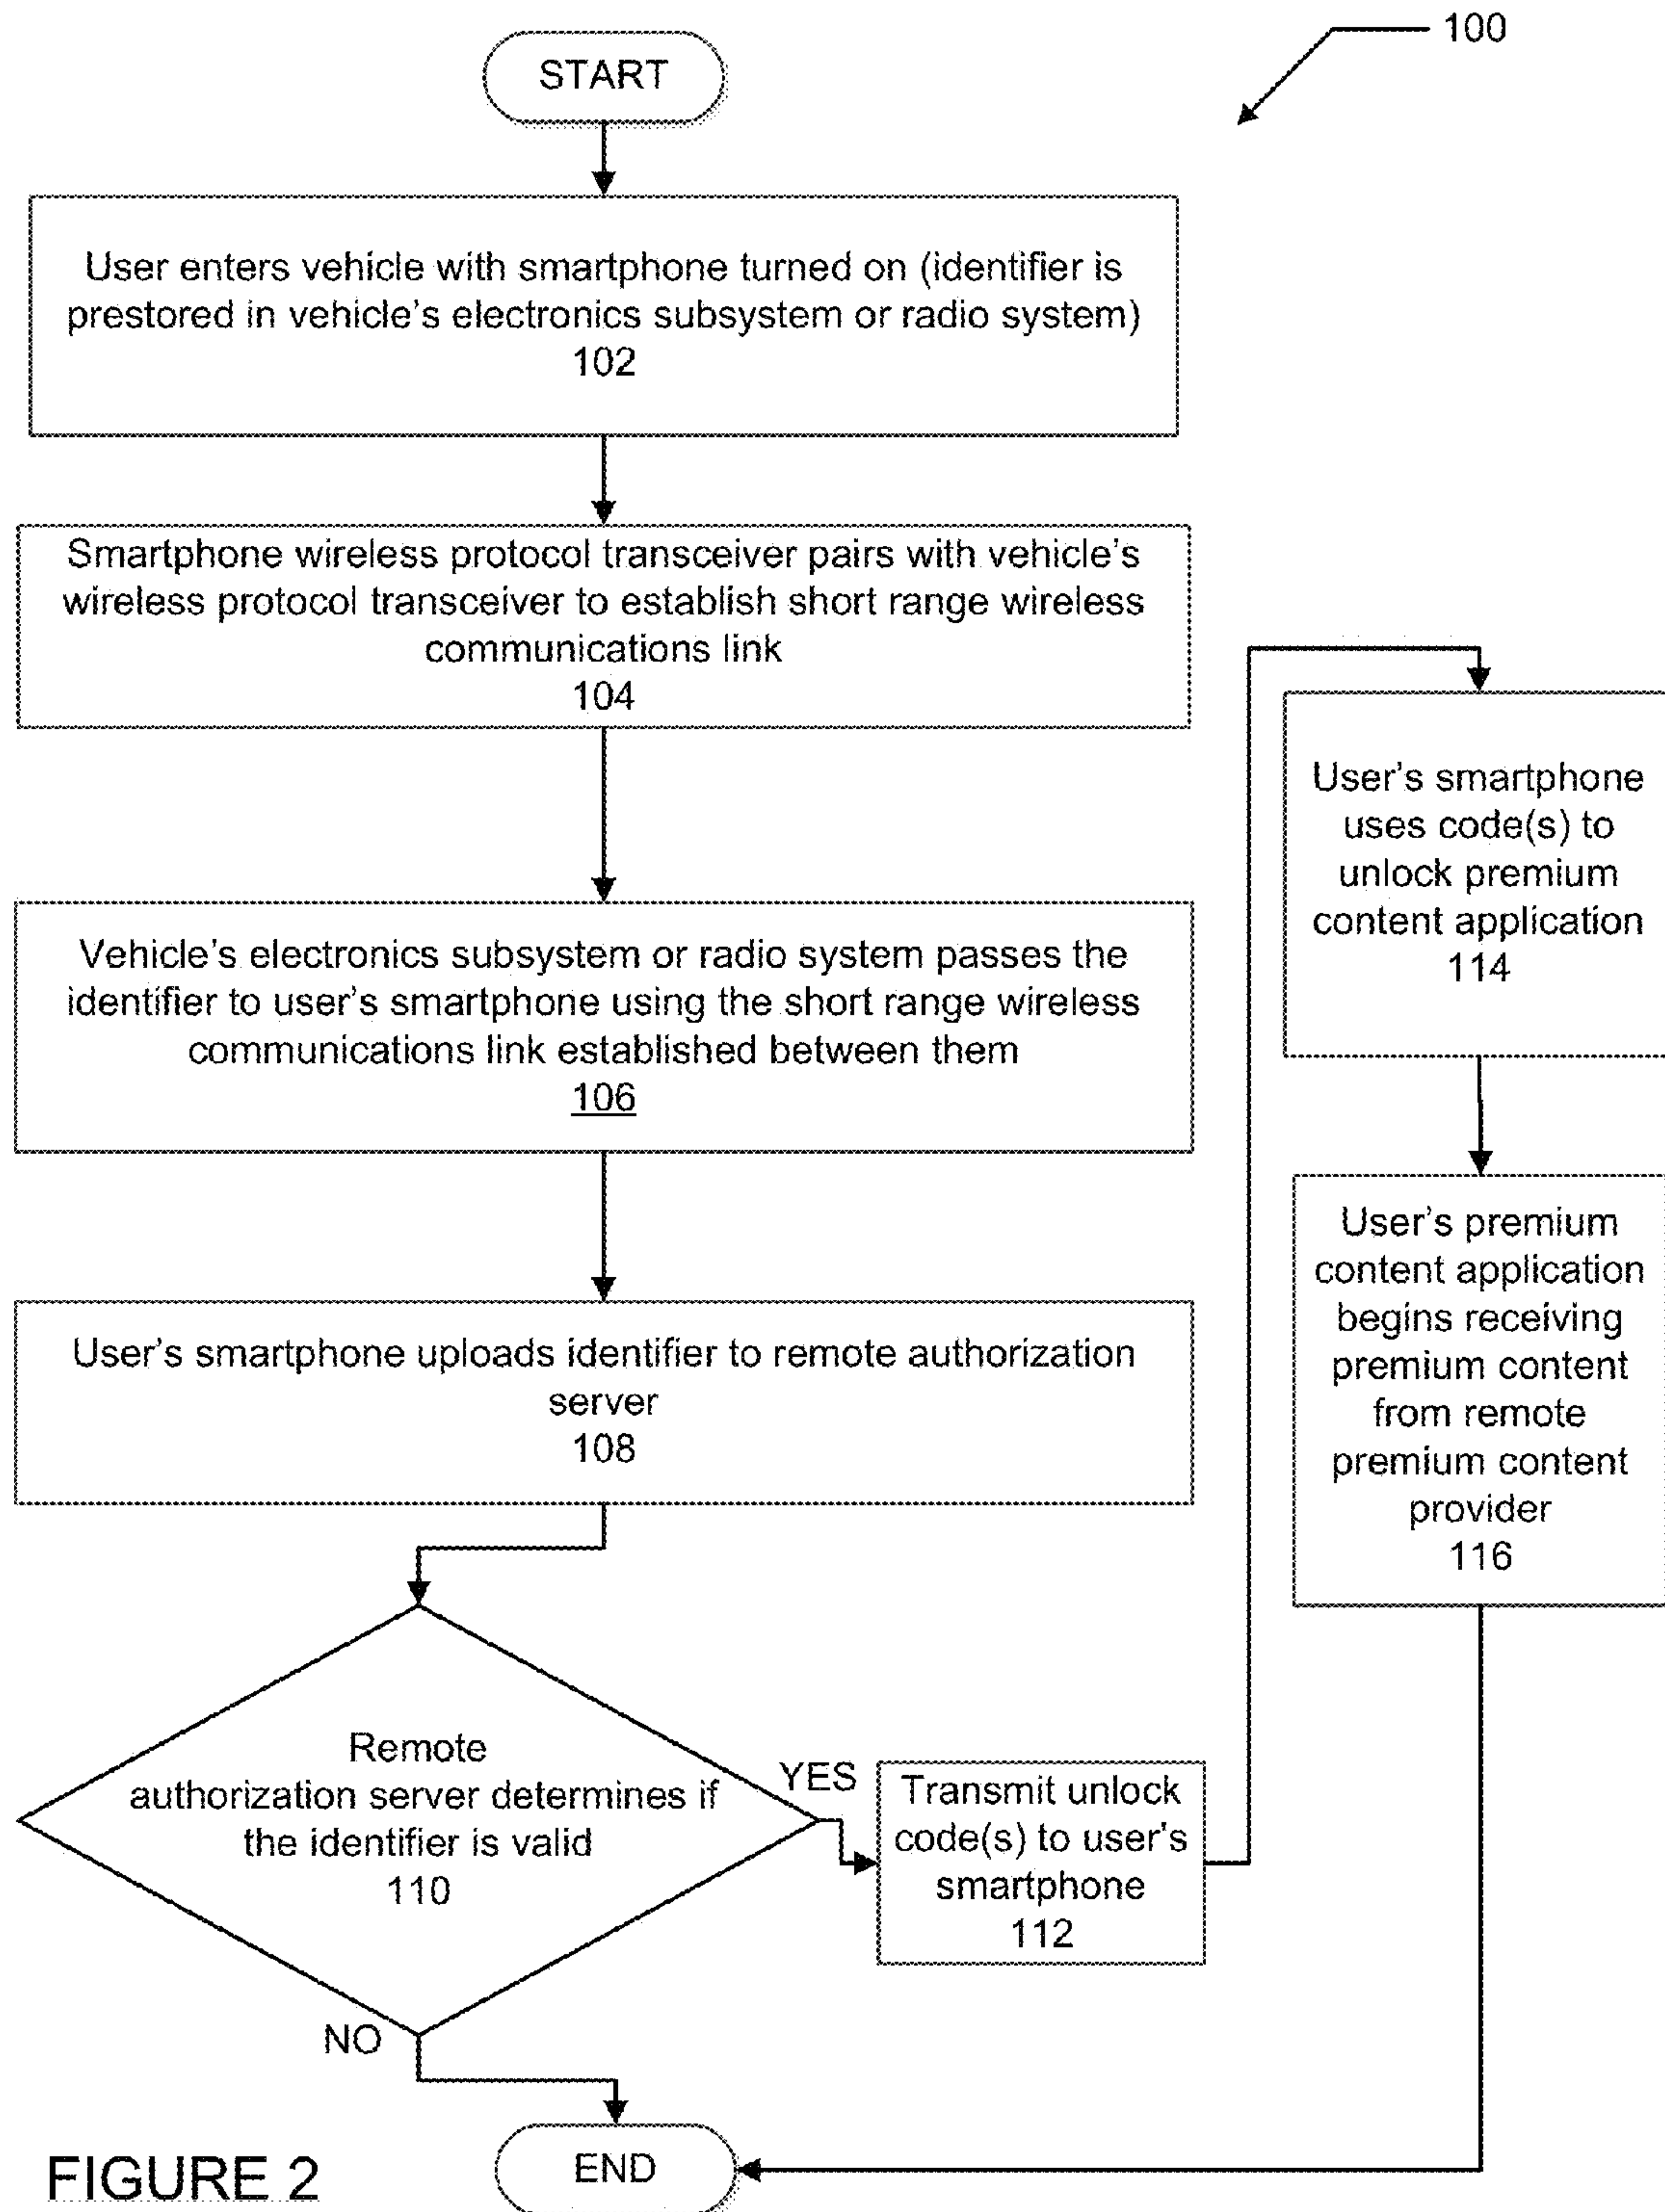 100
START
User enters vehicle with smartphone turned on (identifier is
prestored in vehicle's electronics subsystem or radio system)
102
Smartphone wireless protocol transceiver pairs with vehicle's
wireless protocol transceiver to establish short range wireless
communications link
104
Vehicle's electronics subsystem or radio system passes the
identifier to user's smartphone using the short range wireless
communications link established between them
106
User's smartphone uploads identifier to remote authorization
server
108
Remote
authorization server determines if
the identifier is valid
110
YES
NO
Transmit unlock
code(s) to user's
smartphone
112
User's smartphone
uses code(s) to
unlock premium
content application
114
User's premium
content application
begins receiving
premium content
from remote
premium content
provider
116
END
FIGURE 2